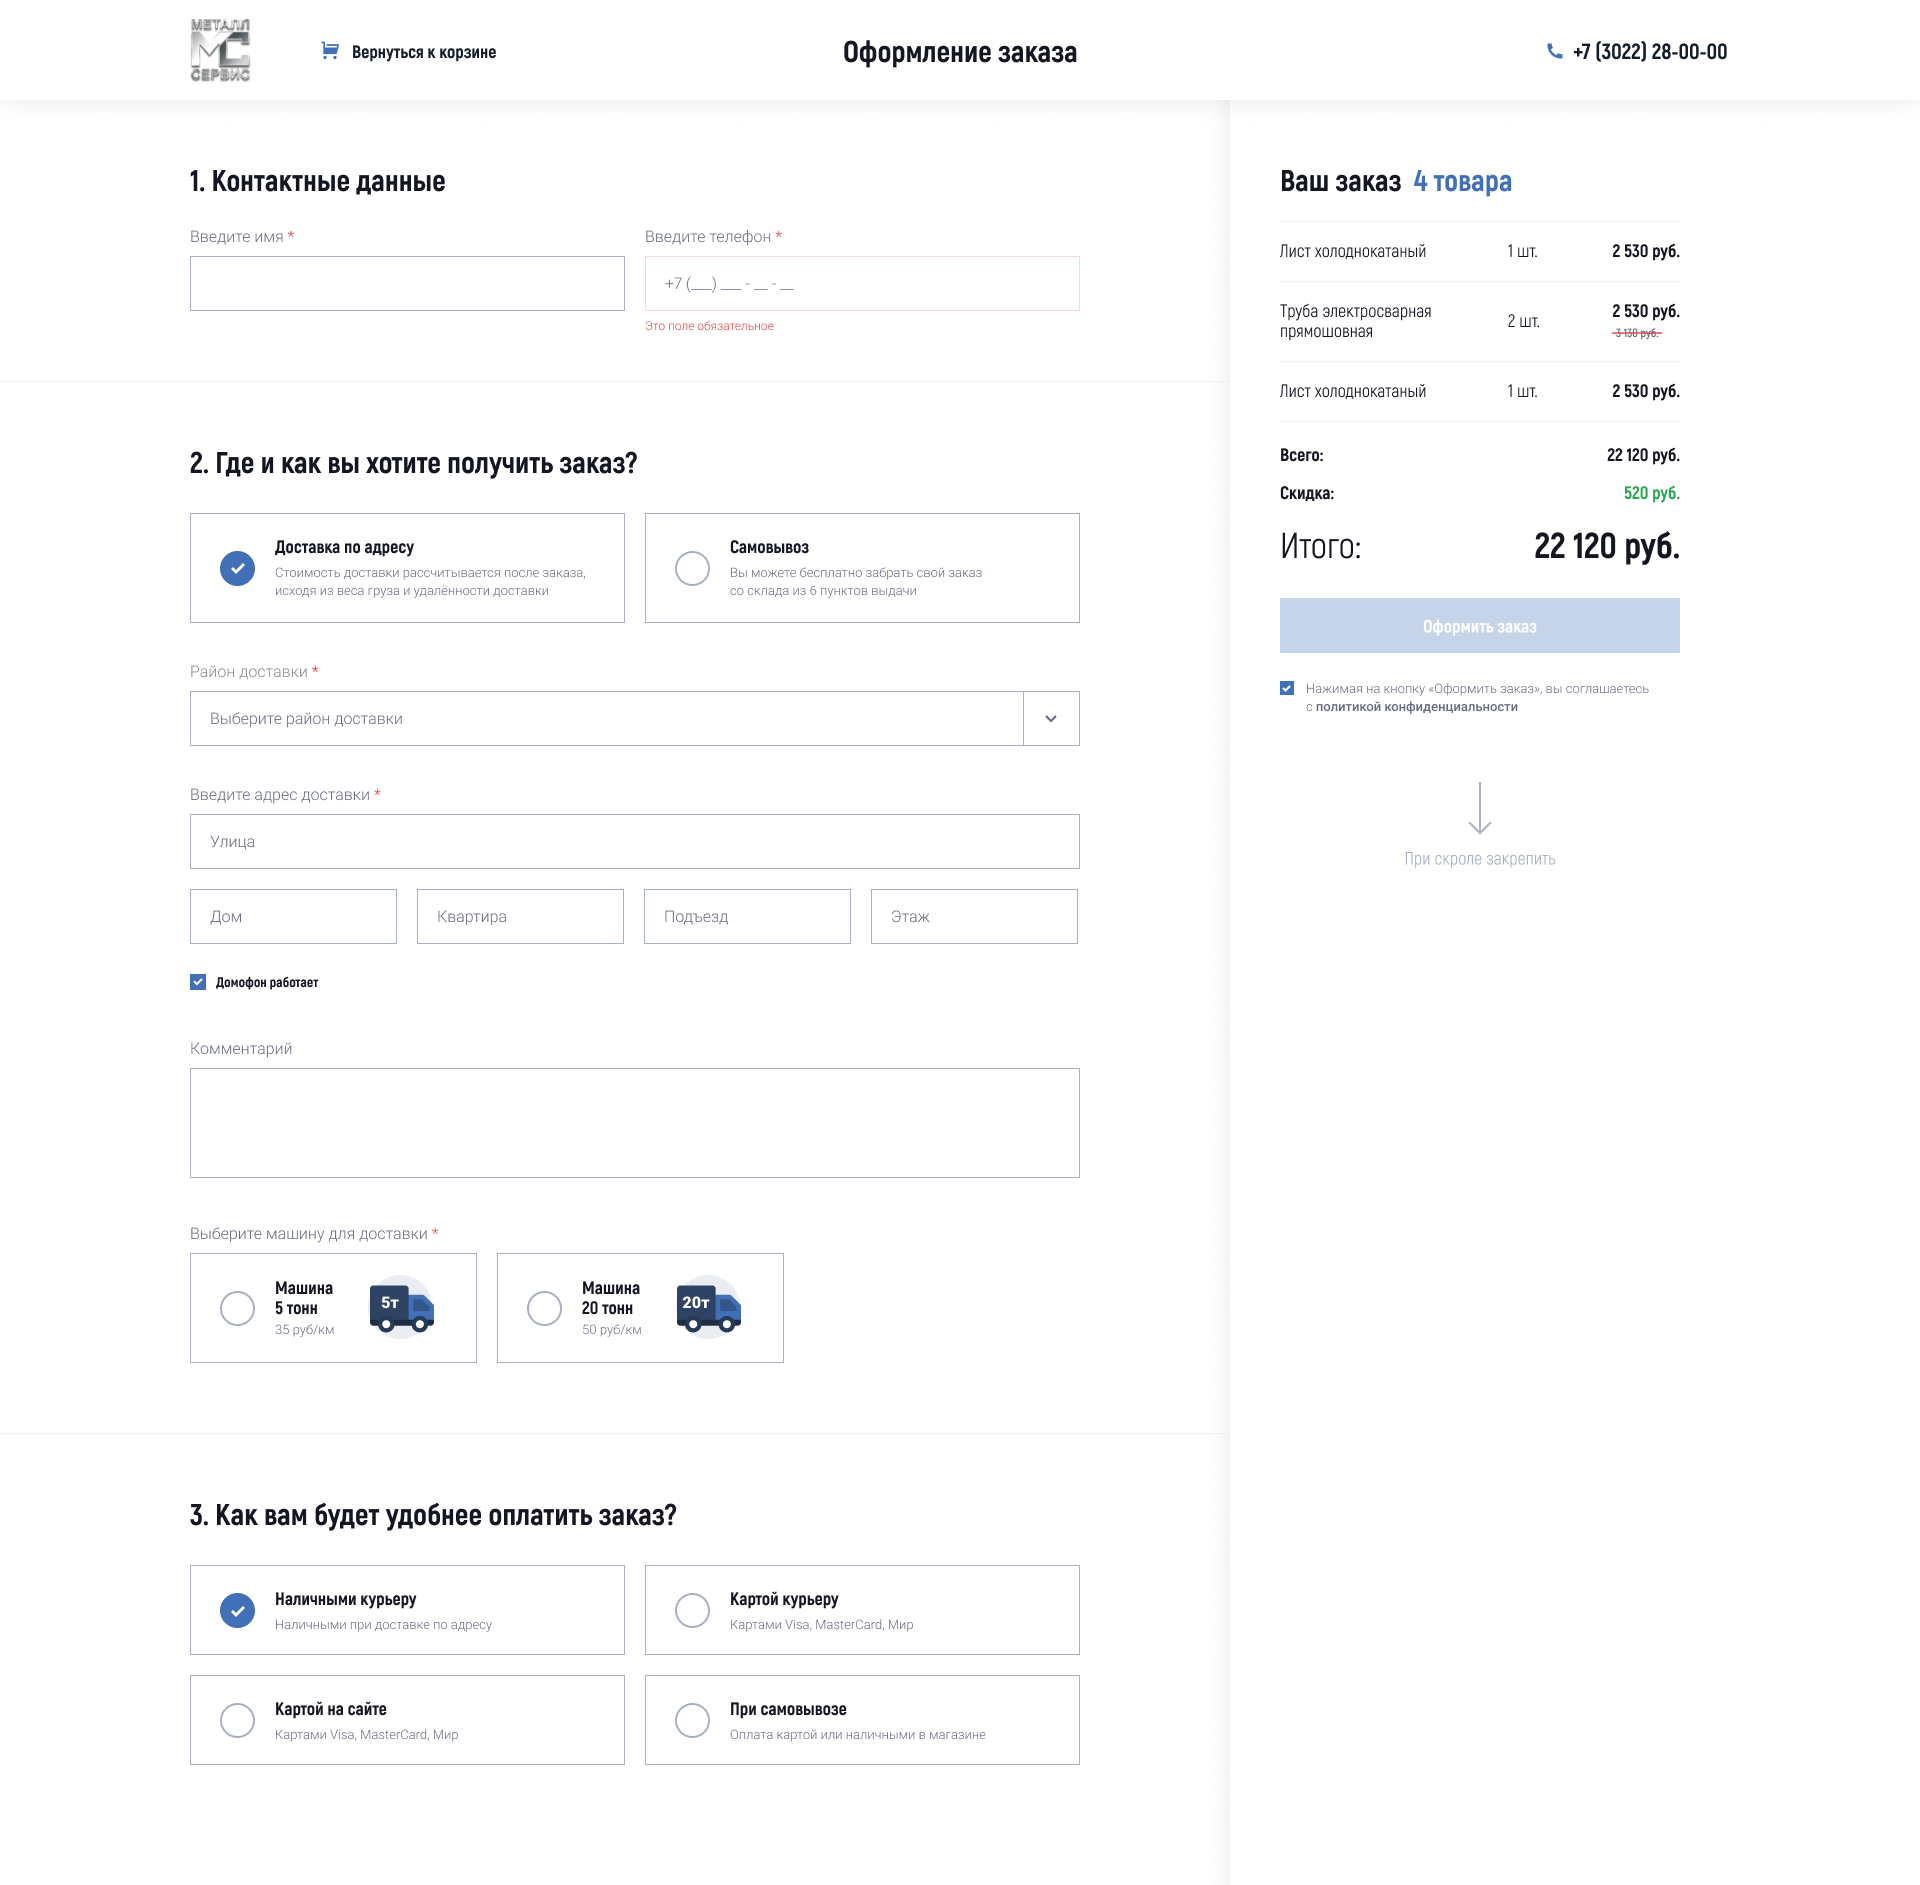 МЕТАЛЛ
МС
СЕРВИС
Вернуться к корзине
Оформление заказа
+7 (3022) 28-00-00
1. Контактные данные
Введите имя *
Введите телефон *
+7 (___) ___ - __ - __
Это поле обязательное
2. Где и как вы хотите получить заказ?
Доставка по адресу
Стоимость доставки рассчитывается после заказа,
исходя из веса груза и удалённости доставки
Самовывоз
Вы можете бесплатно забрать свой заказ
со склада из 6 пунктов выдачи
Район доставки *
Выберите район доставки
Введите адрес доставки *
Улица
Дом
Квартира
Подъезд
Этаж
Домофон работает
Комментарий
Выберите машину для доставки *
Машина
5 тонн
35 руб/км
5т
Машина
20 тонн
50 руб/км
20т
3. Как вам будет удобнее оплатить заказ?
Наличными курьеру
Наличными при доставке по адресу
Картой курьеру
Картами Visa, MasterCard, Мир
Картой на сайте
Картами Visa, MasterCard, Мир
При самовывозе
Оплата картой или наличными в магазине
Ваш заказ 4 товара
Лист холоднокатаный 1 шт. 2 530 руб.
Труба электросварная
прямошовная
2 шт.
2 530 руб.
3 130 руб.
Лист холоднокатаный 1 шт. 2 530 руб.
Всего: 22 120 руб.
Скидка: 520 руб.
Итого: 22 120 руб.
Оформить заказ
Нажимая на кнопку «Оформить заказ», вы соглашаетесь
с политикой конфиденциальности
При скроле закрепить